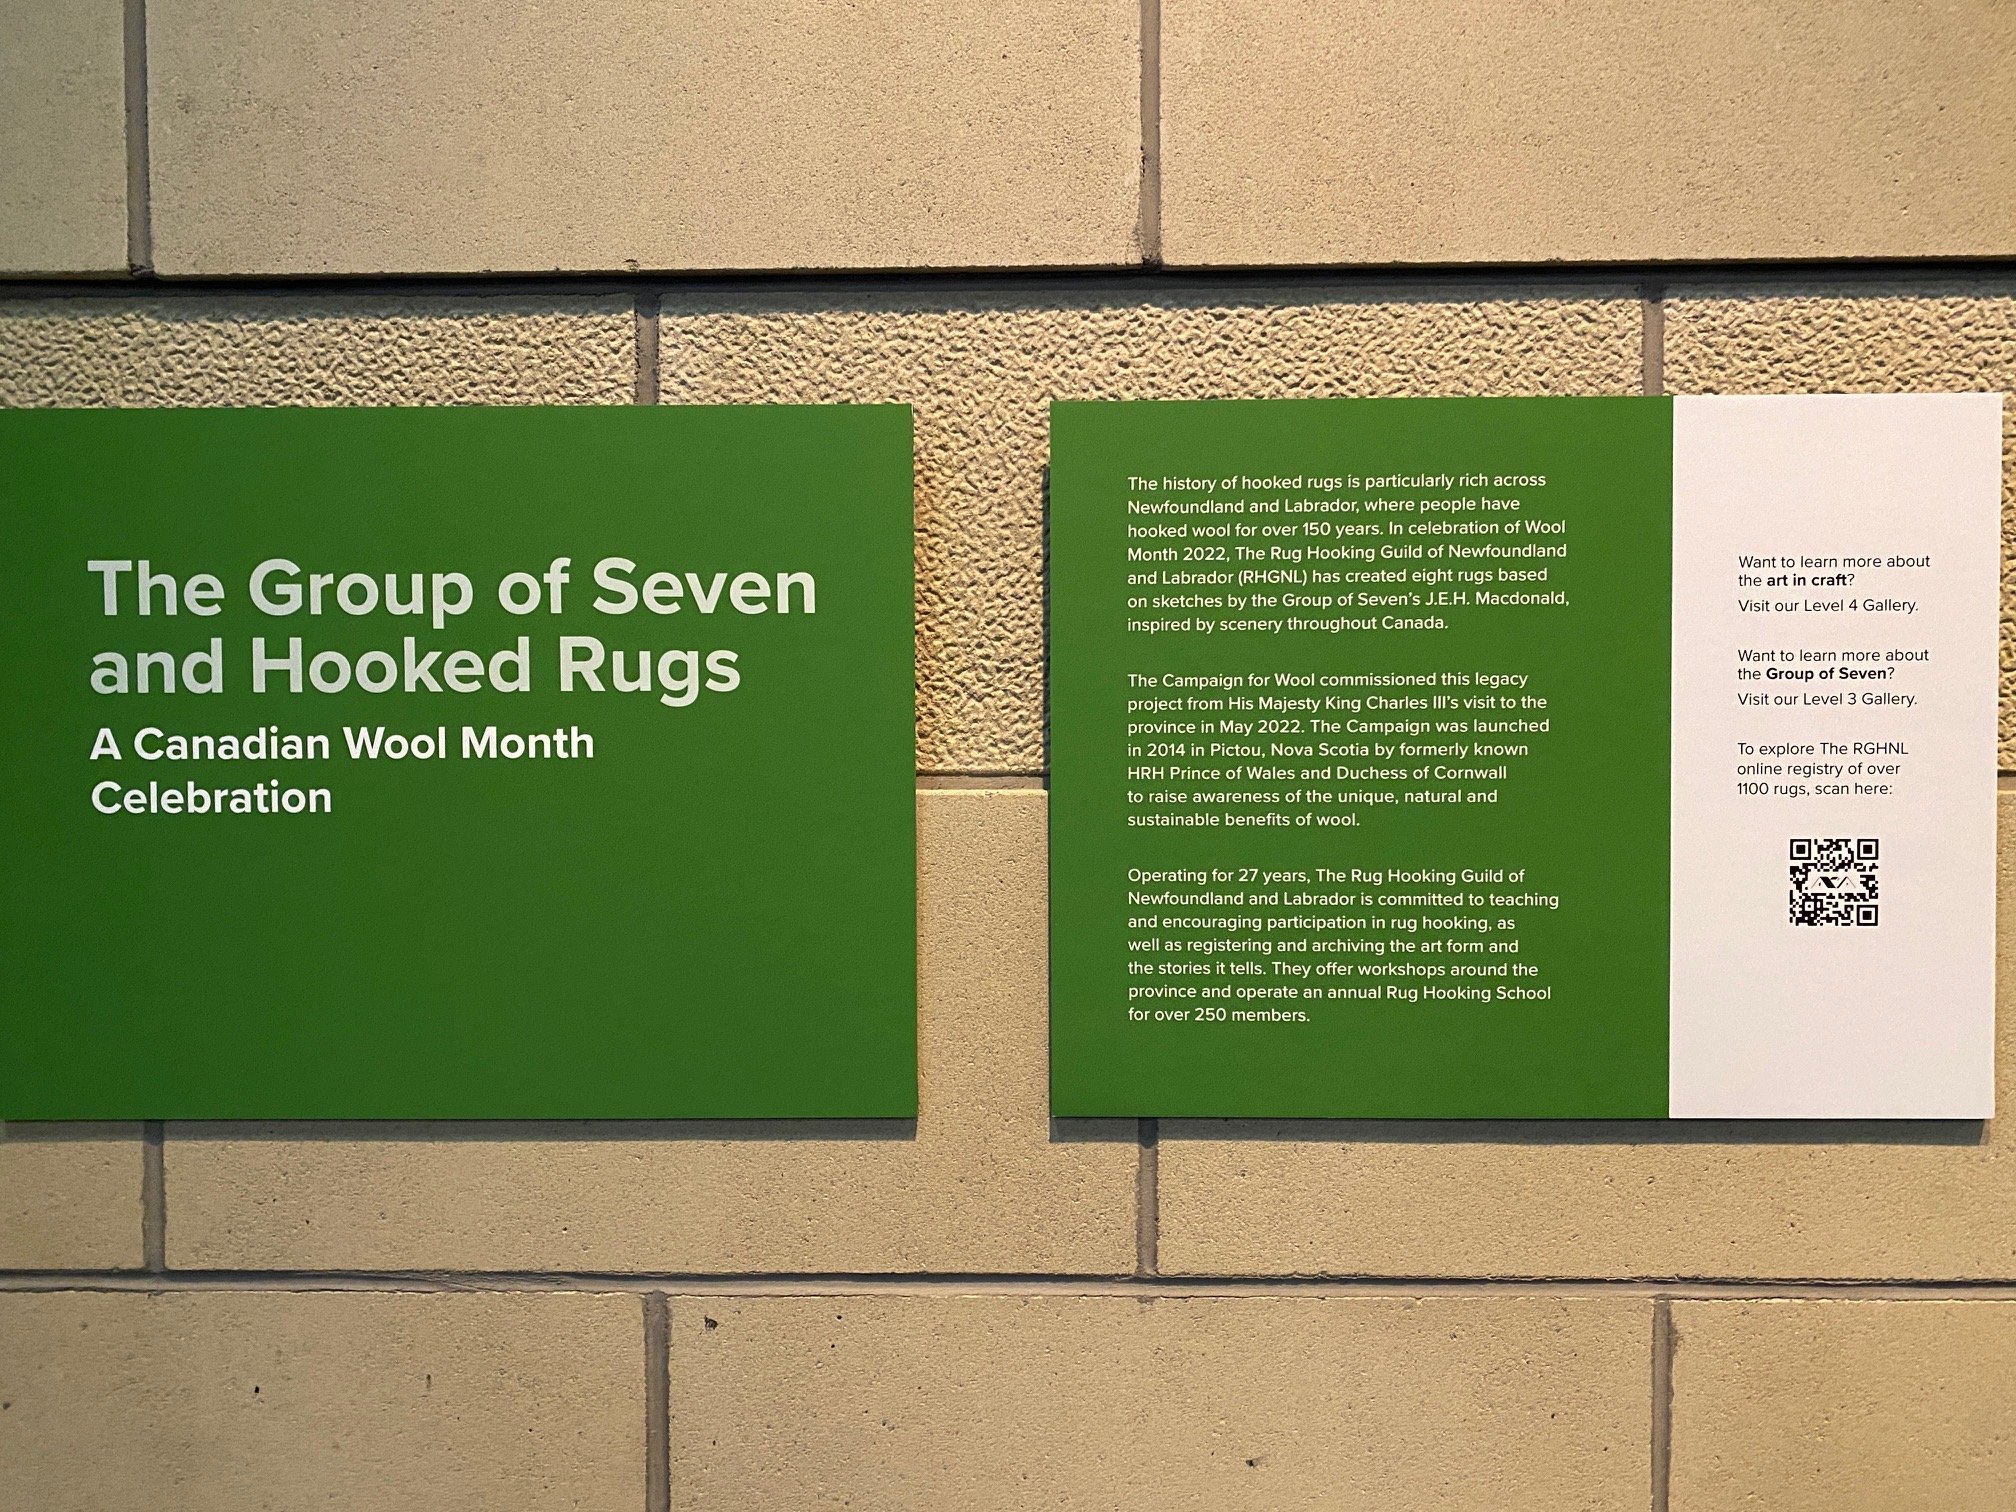 The Group of Seven
and Hooked Rugs
A Canadian Wool Month
Celebration
The history of hooked rugs is particularly rich across
Newfoundland and Labrador, where people have
hooked wool for over 150 years. In celebration of Wool
Month 2022, The Rug Hooking Guild of Newfoundland
and Labrador (RHGNL) has created eight rugs based
on sketches by the Group of Seven's J.E.H. Macdonald,
inspired by scenery throughout Canada.
The Campaign for Wool commissioned this legacy
project from His Majesty King Charles III's visit to the
province in May 2022. The Campaign was launched
in 2014 in Pictou, Nova Scotia by formerly known
HRH Prince of Wales and Duchess of Cornwall
to raise awareness of the unique, natural and
sustainable benefits of wool.
Operating for 27 years, The Rug Hooking Guild of
Newfoundland and Labrador is committed to teaching
and encouraging participation in rug hooking, as
well as registering and archiving the art form and
the stories it tells. They offer workshops around the
province and operate an annual Rug Hooking School
for over 250 members.
Want to learn more about
the art in craft?
Visit our Level 4 Gallery.
Want to learn more about
the Group of Seven?
Visit our Level 3 Gallery.
To explore The RGHNL
online registry of over
1100 rugs, scan here: